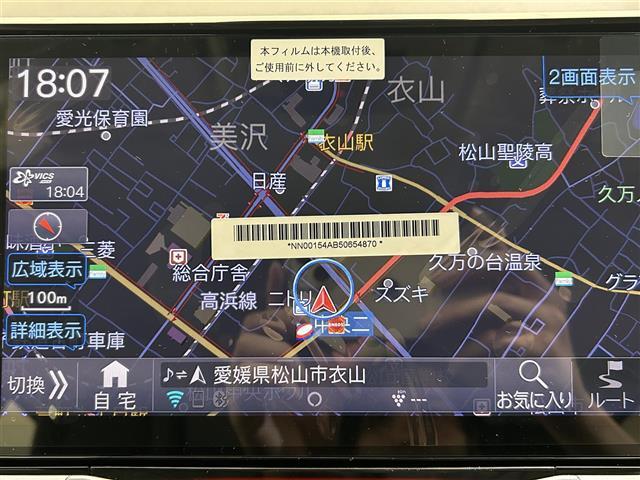 本フィルムは本機取付後、
ご使用前に外してください。
18:07
2画面表示
愛光保育園
衣山
美沢
衣山駅
松山聖陵高
日産
VICS
18:04
久万
三菱
*NN00154AB50654870*
広域表示
総合庁舎
久万の台温泉
グラ
100m
高浜線
ニトリ
スズキ
詳細表示
車庫
ENEOS
切換
自宅
愛媛県松山市衣山
お気に入り
ルート
---